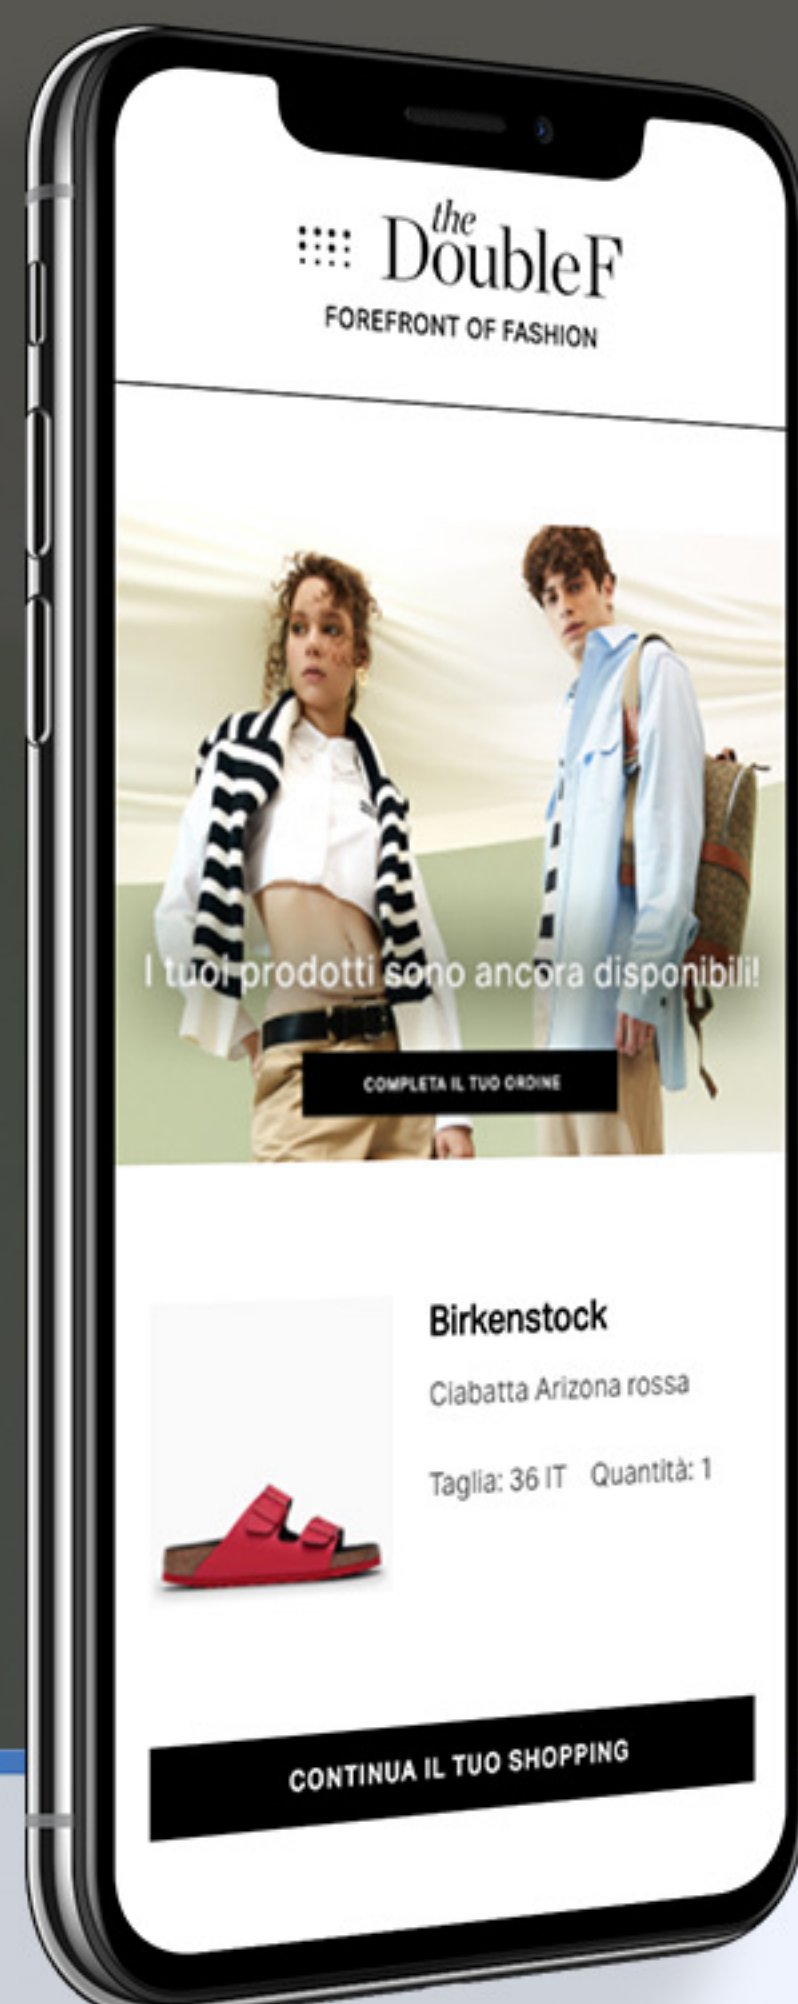 the
DoubleF
FOREFRONT OF FASHION
I tuoi prodotti sono ancora disponibili!
COMPLETA IL TUO ORDINE
Birkenstock
Ciabatta Arizona rossa
Taglia: 36 IT Quantità: 1
CONTINUA IL TUO SHOPPING